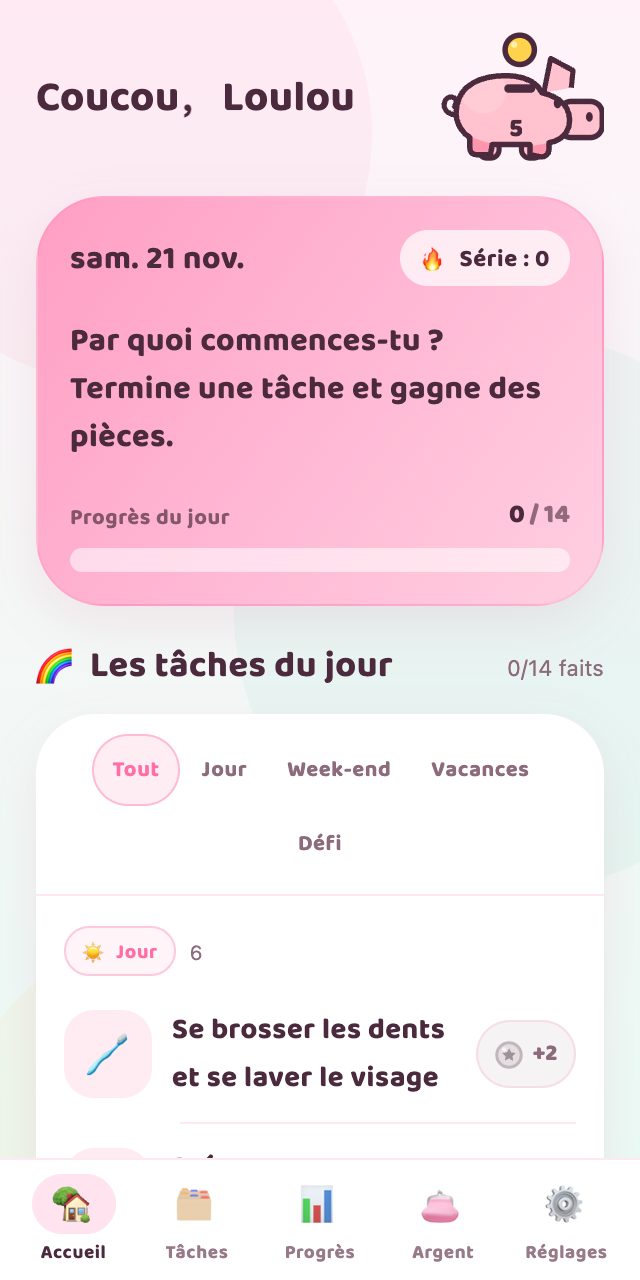 Coucou, Loulou
5
sam. 21 nov.
Série : 0
Par quoi commences-tu ?
Termine une tâche et gagne des
pièces.
Progrès du jour
0 / 14
Les tâches du jour
0/14 faits
Tout
Jour
Week-end
Vacances
Défi
Jour
6
Se brosser les dents
et se laver le visage
+2
Accueil
Tâches
Progrès
Argent
Réglages